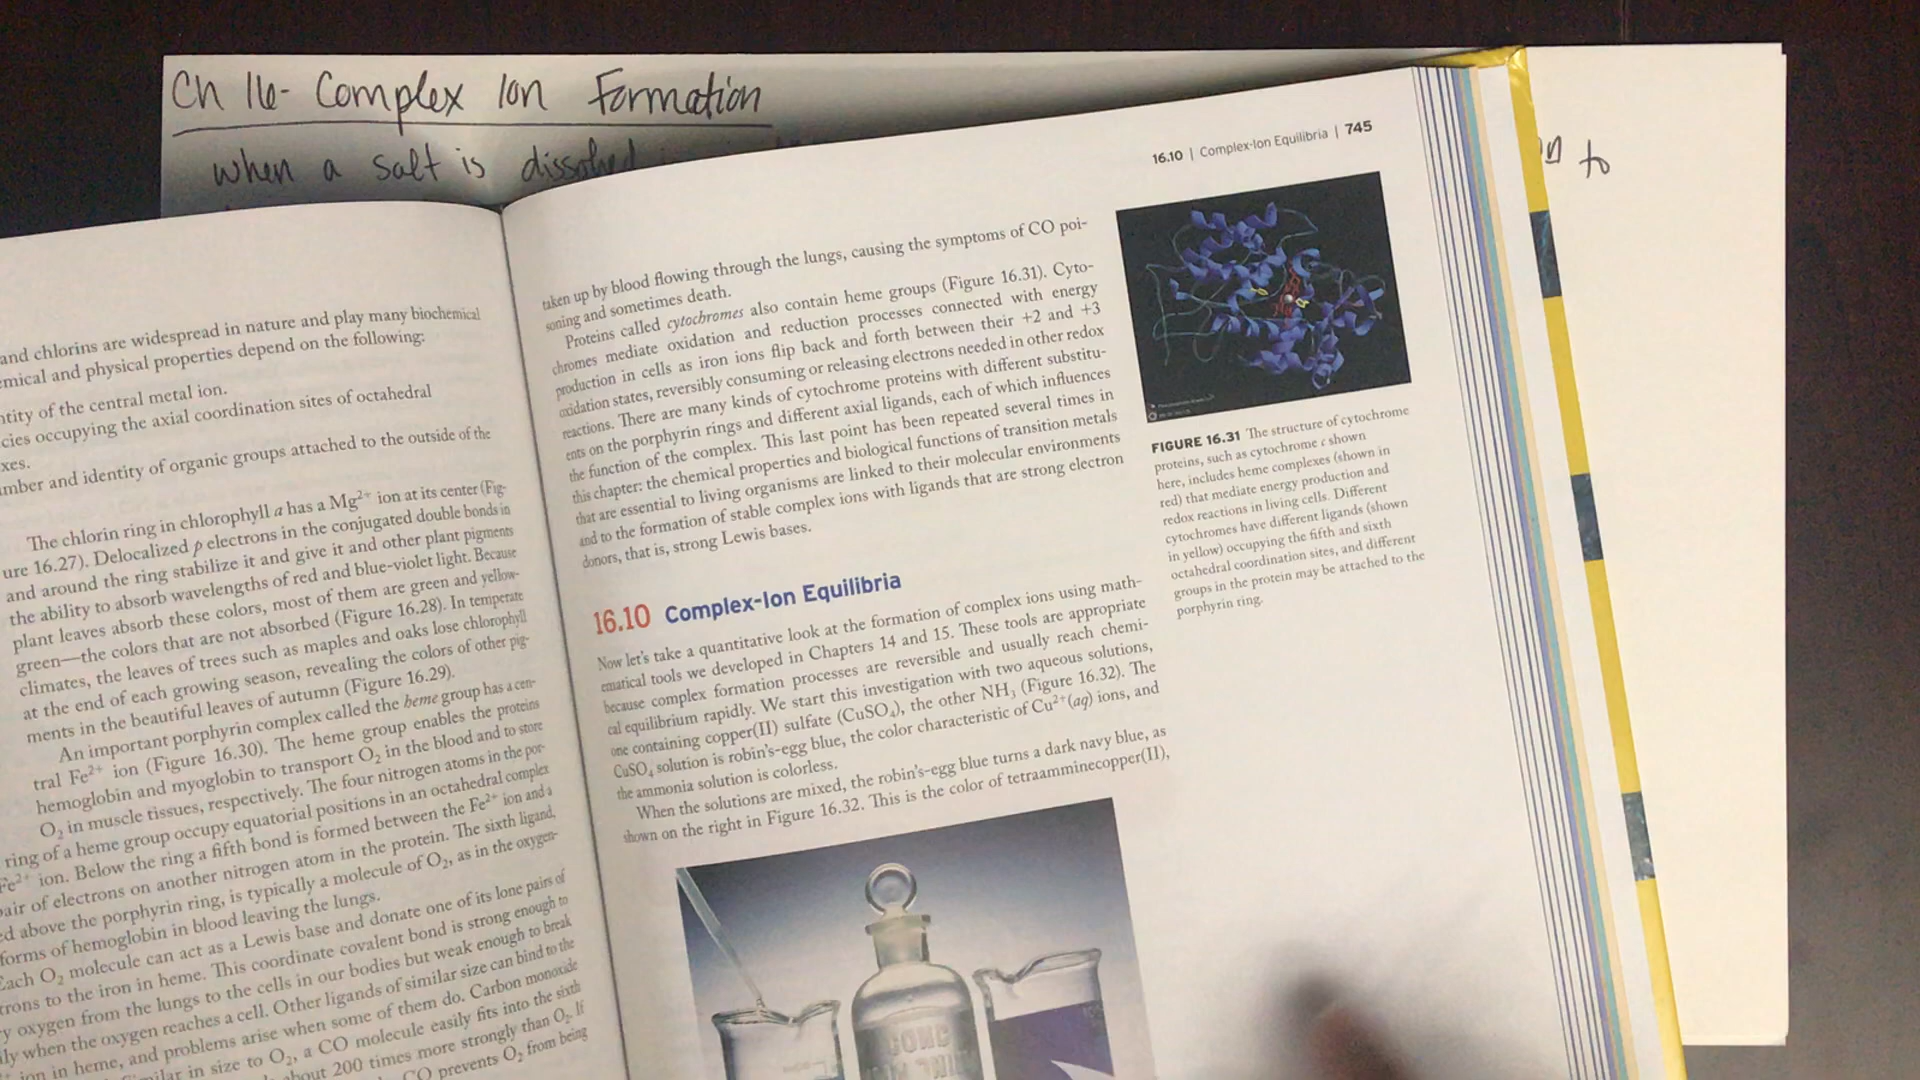 Ch 16- Complex Ion Formation
when a salt is dissolved
to
and chlorins are widespread in nature and play many biochemical
mical and physical properties depend on the following:
ntity of the central metal ion.
cies occupying the axial coordination sites of octahedral
xes.
mber and identity of organic groups attached to the outside of the
The chlorin ring in chlorophyll a has a Mg2+ ion at its center (Fig-
ure 16.27). Delocalized p electrons in the conjugated double bonds in
and around the ring stabilize it and give it and other plant pigments
the ability to absorb wavelengths of red and blue-violet light. Because
plant leaves absorb these colors, most of them are green and yellow-
green—the colors that are not absorbed (Figure 16.28). In temperate
climates, the leaves of trees such as maples and oaks lose chlorophyll
at the end of each growing season, revealing the colors of other pig-
ments in the beautiful leaves of autumn (Figure 16.29).
An important porphyrin complex called the heme group has a cen-
tral Fe2+ ion (Figure 16.30). The heme group enables the proteins
hemoglobin and myoglobin to transport O2 in the blood and to store
O2 in muscle tissues, respectively. The four nitrogen atoms in the por-
ring of a heme group occupy equatorial positions in an octahedral complex
Fe2+ ion. Below the ring a fifth bond is formed between the Fe2+ ion and a
pair of electrons on another nitrogen atom in the protein. The sixth ligand,
ed above the porphyrin ring, is typically a molecule of O2, as in the oxygen-
forms of hemoglobin in blood leaving the lungs.
Each O2 molecule can act as a Lewis base and donate one of its lone pairs of
trons to the iron in heme. This coordinate covalent bond is strong enough to
y oxygen from the lungs to the cells in our bodies but weak enough to break
ily when the oxygen reaches a cell. Other ligands of similar size can bind to the
ion in heme, and problems arise when some of them do. Carbon monoxide
milar in size to O2, a CO molecule easily fits into the sixth
about 200 times more strongly than O2. If
CO prevents O2 from being
16.10 | Complex-Ion Equilibria | 745
taken up by blood flowing through the lungs, causing the symptoms of CO poi-
soning and sometimes death.
Proteins called cytochromes also contain heme groups (Figure 16.31). Cyto-
chromes mediate oxidation and reduction processes connected with energy
production in cells as iron ions flip back and forth between their +2 and +3
oxidation states, reversibly consuming or releasing electrons needed in other redox
reactions. There are many kinds of cytochrome proteins with different substitu-
ents on the porphyrin rings and different axial ligands, each of which influences
the function of the complex. This last point has been repeated several times in
this chapter: the chemical properties and biological functions of transition metals
that are essential to living organisms are linked to their molecular environments
and to the formation of stable complex ions with ligands that are strong electron
donors, that is, strong Lewis bases.
16.10 Complex-Ion Equilibria
Now let's take a quantitative look at the formation of complex ions using math-
ematical tools we developed in Chapters 14 and 15. These tools are appropriate
because complex formation processes are reversible and usually reach chemi-
cal equilibrium rapidly. We start this investigation with two aqueous solutions,
one containing copper(II) sulfate (CuSO4), the other NH3 (Figure 16.32). The
CuSO4 solution is robin's-egg blue, the color characteristic of Cu2+(aq) ions, and
the ammonia solution is colorless.
When the solutions are mixed, the robin's-egg blue turns a dark navy blue, as
shown on the right in Figure 16.32. This is the color of tetraamminecopper(II),
FIGURE 16.31 The structure of cytochrome
proteins, such as cytochrome c shown
here, includes heme complexes (shown in
red) that mediate energy production and
redox reactions in living cells. Different
cytochromes have different ligands (shown
in yellow) occupying the fifth and sixth
octahedral coordination sites, and different
groups in the protein may be attached to the
porphyrin ring.
CONC